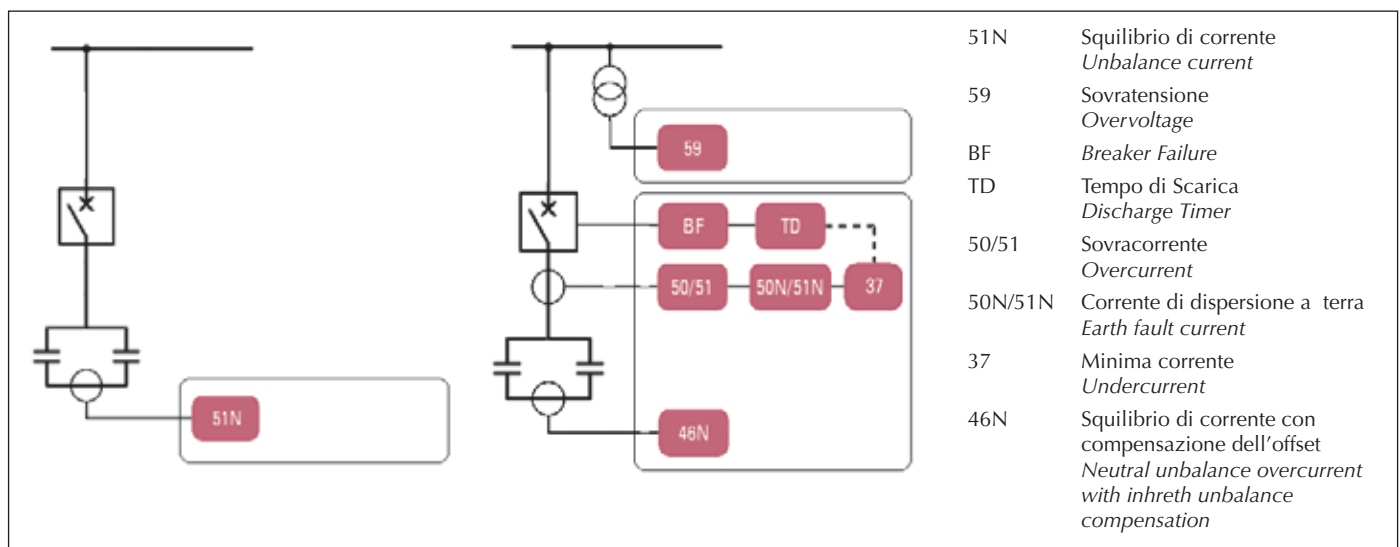 51N
59
BF
TD
50/51
50N/51N
37
46N
51N Squilibrio di corrente
Unbalance current
59 Sovratensione
Overvoltage
BF Breaker Failure
TD Tempo di Scarica
Discharge Timer
50/51 Sovracorrente
Overcurrent
50N/51N Corrente di dispersione a terra
Earth fault current
37 Minima corrente
Undercurrent
46N Squilibrio di corrente con
compensazione dell'offset
Neutral unbalance overcurrent
with inhreth unbalance
compensation